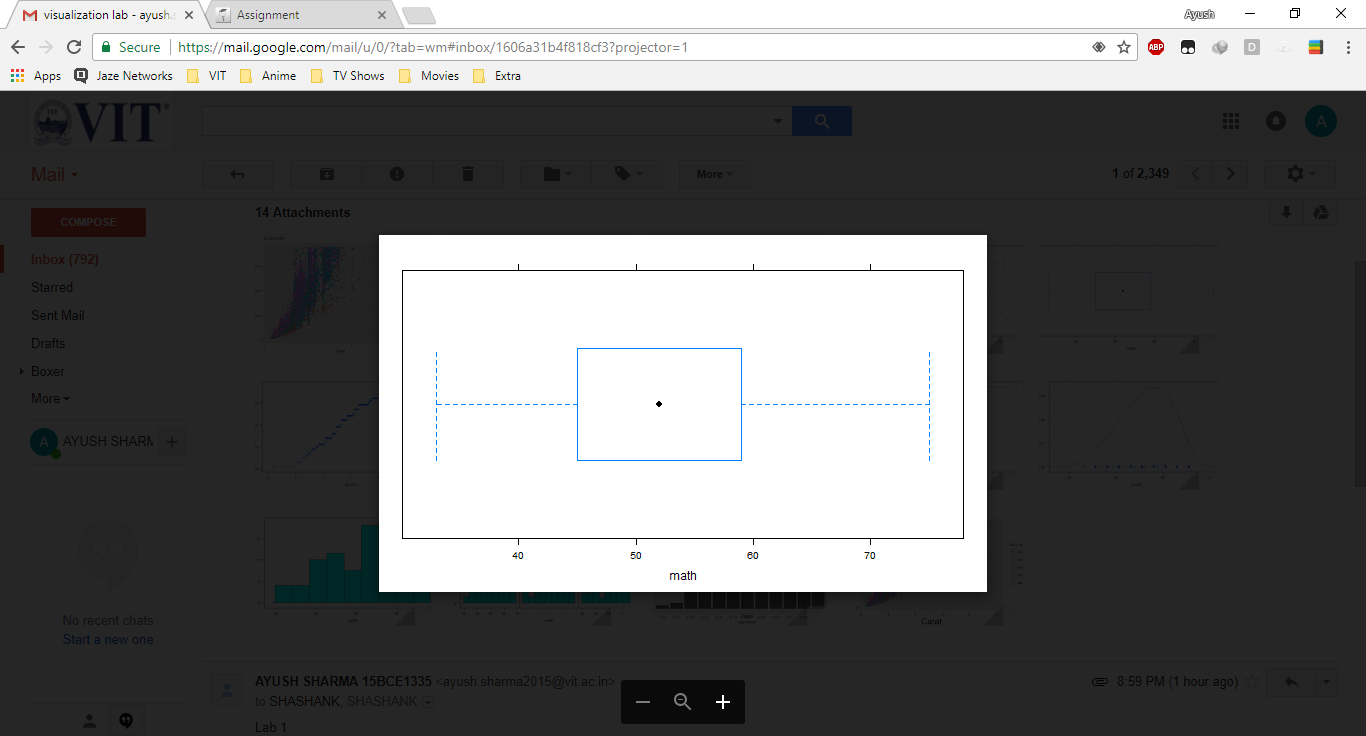 visualization lab - ayush.s
Assignment
Ayush
Secure
https://mail.google.com/mail/u/0/?tab=wm#inbox/1606a31b4f818cf3?projector=1
ABP
D
Apps
Jaze Networks
VIT
Anime
TV Shows
Movies
Extra
VIT
A
Mail
More
1 of 2,349
COMPOSE
14 Attachments
Inbox (792)
Starred
Sent Mail
Drafts
Boxer
More
A
AYUSH SHARM
40
50
60
70
math
Carat
No recent chats
Start a new one
AYUSH SHARMA 15BCE1335 <ayush.sharma2015@vit.ac.in>
8:59 PM (1 hour ago)
to SHASHANK, SHASHANK
Lab 1